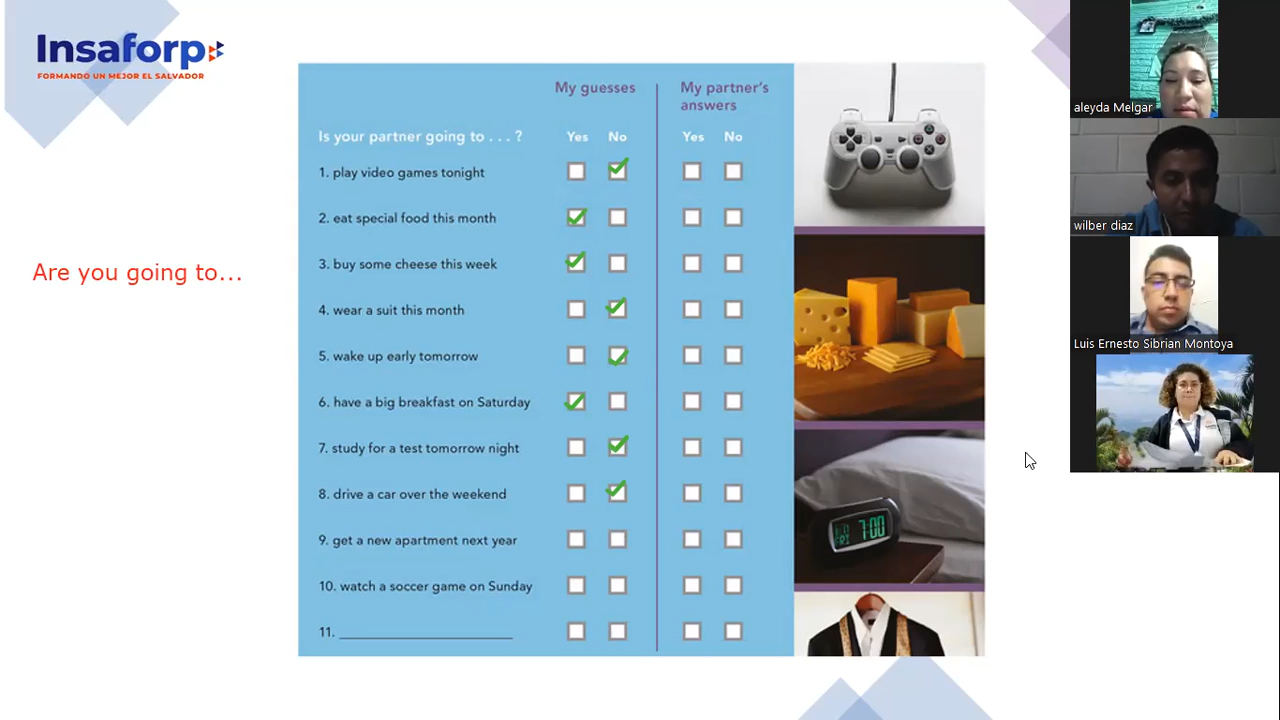 Insaforp
FORMANDO UN MEJOR EL SALVADOR
Are you going to...
My guesses
My partner's
answers
Is your partner going to . . . ?
Yes
No
Yes
No
1. play video games tonight
2. eat special food this month
3. buy some cheese this week
4. wear a suit this month
5. wake up early tomorrow
6. have a big breakfast on Saturday
7. study for a test tomorrow night
8. drive a car over the weekend
9. get a new apartment next year
10. watch a soccer game on Sunday
11. ____________________
FRI 7:00
aleyda Melgar
wilber diaz
Luis Ernesto Sibrian Montoya